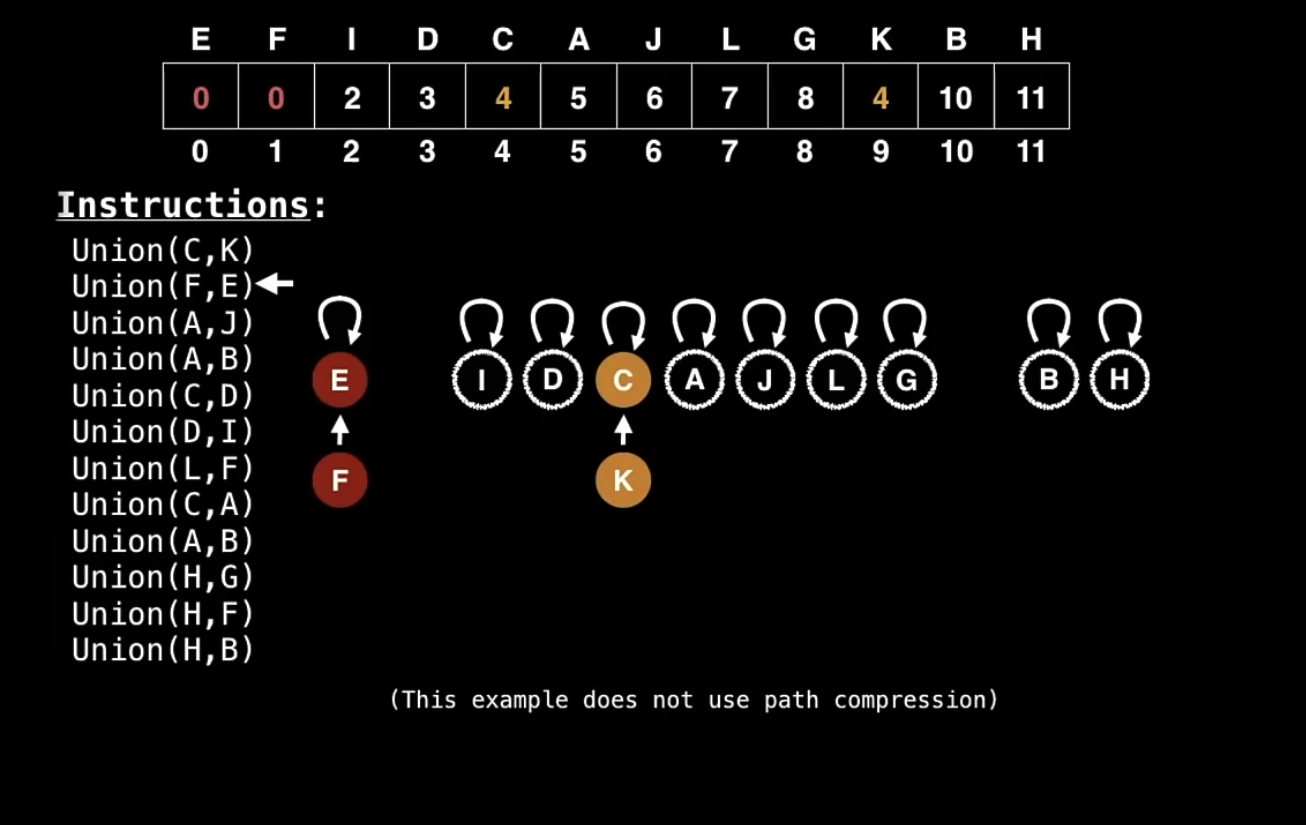 E F I D C A J L G K B H
0 0 2 3 4 5 6 7 8 4 10 11
0 1 2 3 4 5 6 7 8 9 10 11
Instructions:
Union(C,K)
Union(F,E)
Union(A,J)
Union(A,B)
Union(C,D)
Union(D,I)
Union(L,F)
Union(C,A)
Union(A,B)
Union(H,G)
Union(H,F)
Union(H,B)
E I D C A J L G B H
F K
(This example does not use path compression)